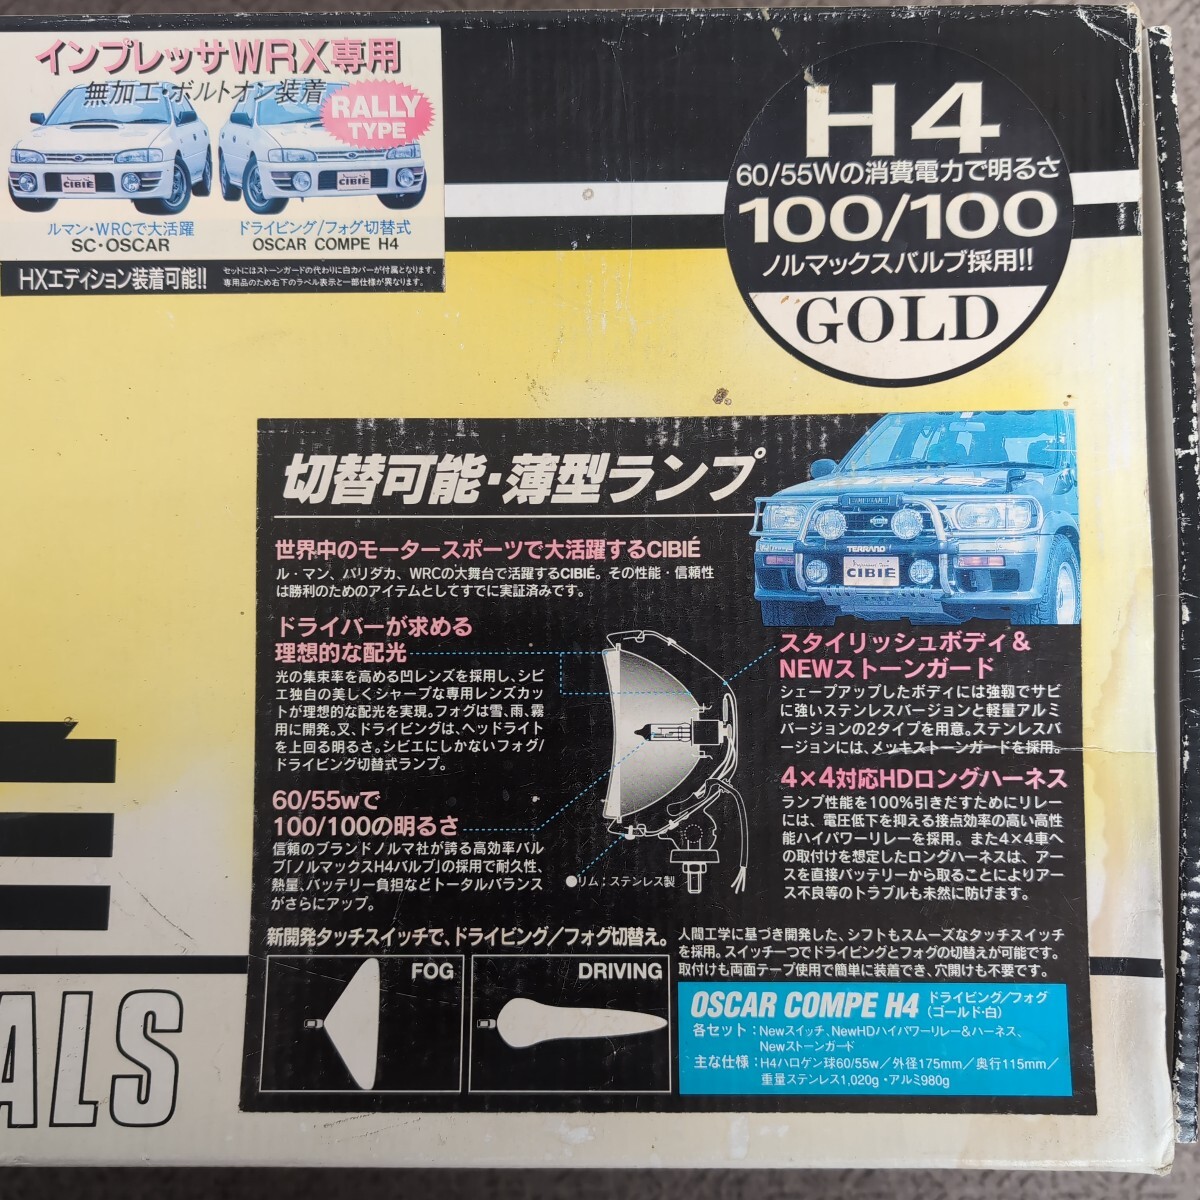 インプレッサWRX専用
無加工・ボルトオン装着
RALLY
TYPE
CIBIÉ
CIBIÉ
ルマン・WRCで大活躍
SC・OSCAR
ドライビング/フォグ切替式
OSCAR COMPE H4
HXエディション装着可能!!
セットにはストーンガードの代わりに白カバーが付属となります。
専用品のため右下のラベル表示と一部仕様が異なります。
H4
60/55Wの消費電力で明るさ
100/100
ノルマックスバルブ採用!!
GOLD
切替可能・薄型ランプ
TERRANO
CIBIÉ
世界中のモータースポーツで大活躍するCIBIÉ
ル・マン、パリダカ、WRCの大舞台で活躍するCIBIÉ。その性能・信頼性
は勝利のためのアイテムとしてすでに実証済みです。
ドライバーが求める
理想的な配光
光の集束率を高める凹レンズを採用し、シビ
エ独自の美しくシャープな専用レンズカッ
トが理想的な配光を実現。フォグは雪、雨、霧
用に開発。又、ドライビングは、ヘッドライト
を上回る明るさ。シビエにしかないフォグ/
ドライビング切替式ランプ。
60/55wで
100/100の明るさ
信頼のブランドノルマ社が誇る高効率バル
ブ「ノルマックスH4バルブ」の採用で耐久性、
熱量、バッテリー負担などトータルバランス
がさらにアップ。
●リム：ステンレス製
スタイリッシュボディ&
NEWストーンガード
シェープアップしたボディには強靭でサビ
に強いステンレスバージョンと軽量アルミ
バージョンの2タイプを用意。ステンレスバ
ージョンには、メッキストーンガードを採用。
4×4対応HDロングハーネス
ランプ性能を100%引きだすためにリレー
には、電圧低下を抑える接点効率の高い高性
能ハイパワーリレーを採用。また4×4車へ
の取付けを想定したロングハーネスは、アー
スを直接バッテリーから取ることによりアー
ス不良等のトラブルも未然に防げます。
新開発タッチスイッチで、ドライビング/フォグ切替え。
FOG
DRIVING
人間工学に基づき開発した、シフトもスムーズなタッチスイッチ
を採用。スイッチ一つでドライビングとフォグの切替えが可能です。
取付けも両面テープ使用で簡単に装着でき、穴開けも不要です。
OSCAR COMPE H4 ドライビング/フォグ
(ゴールド・白)
各セット：Newスイッチ、NewHDハイパワーリレー&ハーネス、
Newストーンガード
主な仕様：H4ハロゲン球60/55w／外径175mm／奥行115mm／
重量ステンレス1,020g・アルミ980g
ALS